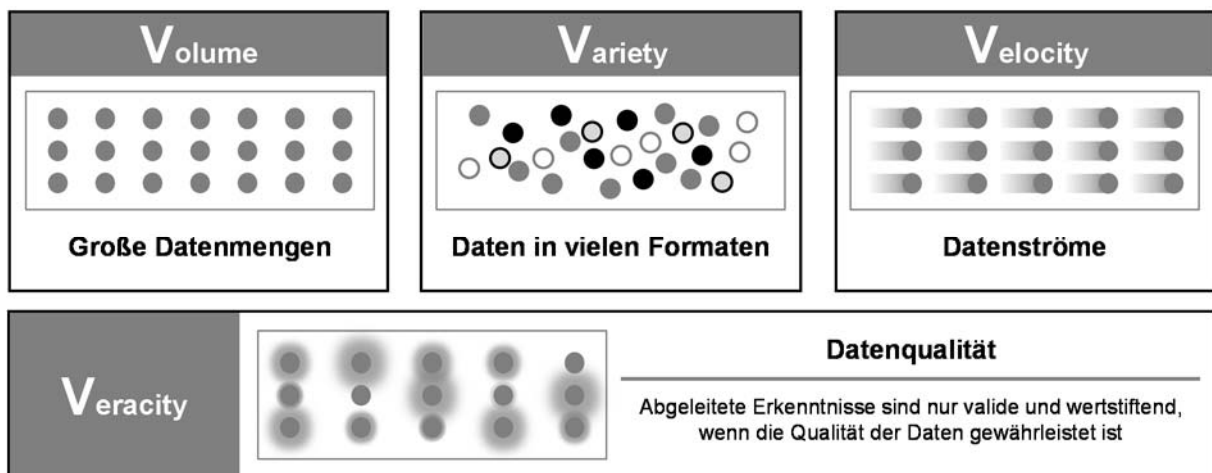 Volume
Variety
Velocity
Große Datenmengen
Daten in vielen Formaten
Datenströme
Veracity
Datenqualität
Abgeleitete Erkenntnisse sind nur valide und wertstiftend,
wenn die Qualität der Daten gewährleistet ist